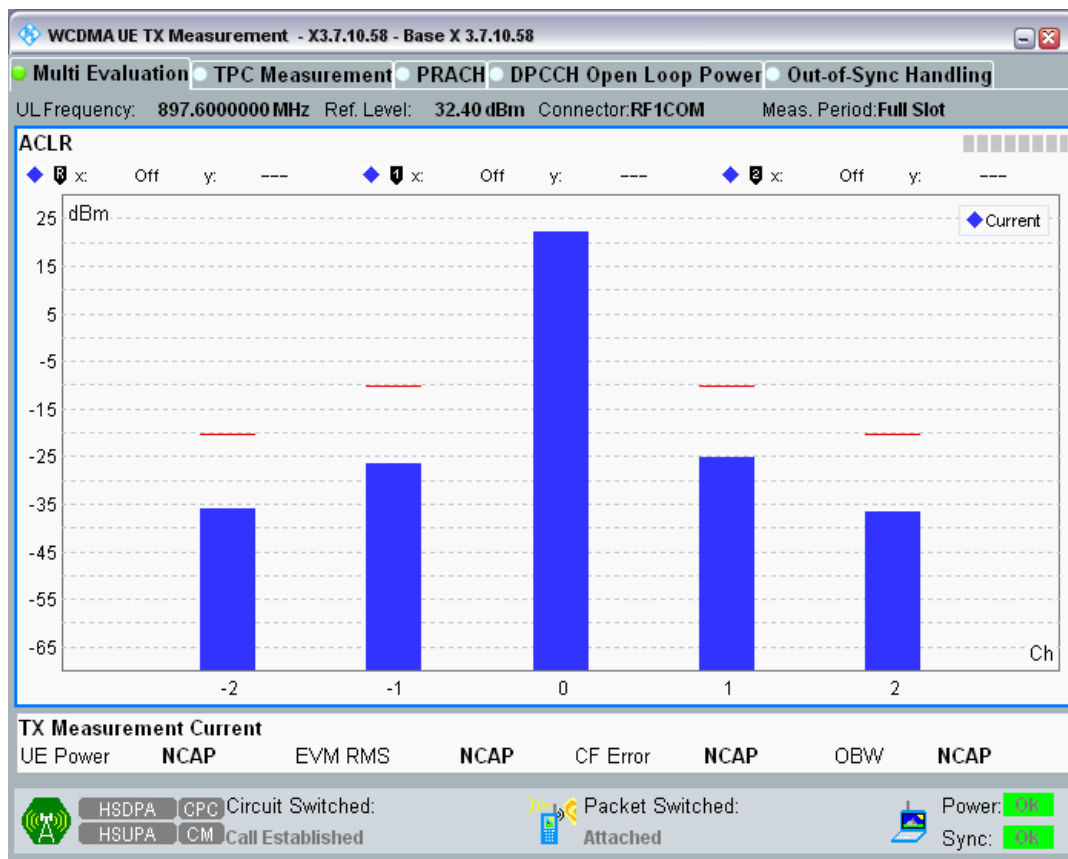 WCDMA UE TX Measurement - X3.7.10.58 - Base X 3.7.10.58
Multi Evaluation TPC Measurement PRACH DPCCH Open Loop Power Out-of-Sync Handling
UL Frequency: 897.6000000 MHz Ref. Level: 32.40 dBm Connector:RF1COM Meas. Period:Full Slot
ACLR
R x: Off y: --- 1 x: Off y: --- 2 x: Off y: ---
dBm
Current
25
15
5
-5
-15
-25
-35
-45
-55
-65
Ch
-2 -1 0 1 2
TX Measurement Current
UE Power NCAP EVM RMS NCAP CF Error NCAP OBW NCAP
HSDPA CPC Circuit Switched: Packet Switched: Power: Ok
HSUPA CM Call Established Attached Sync: Ok